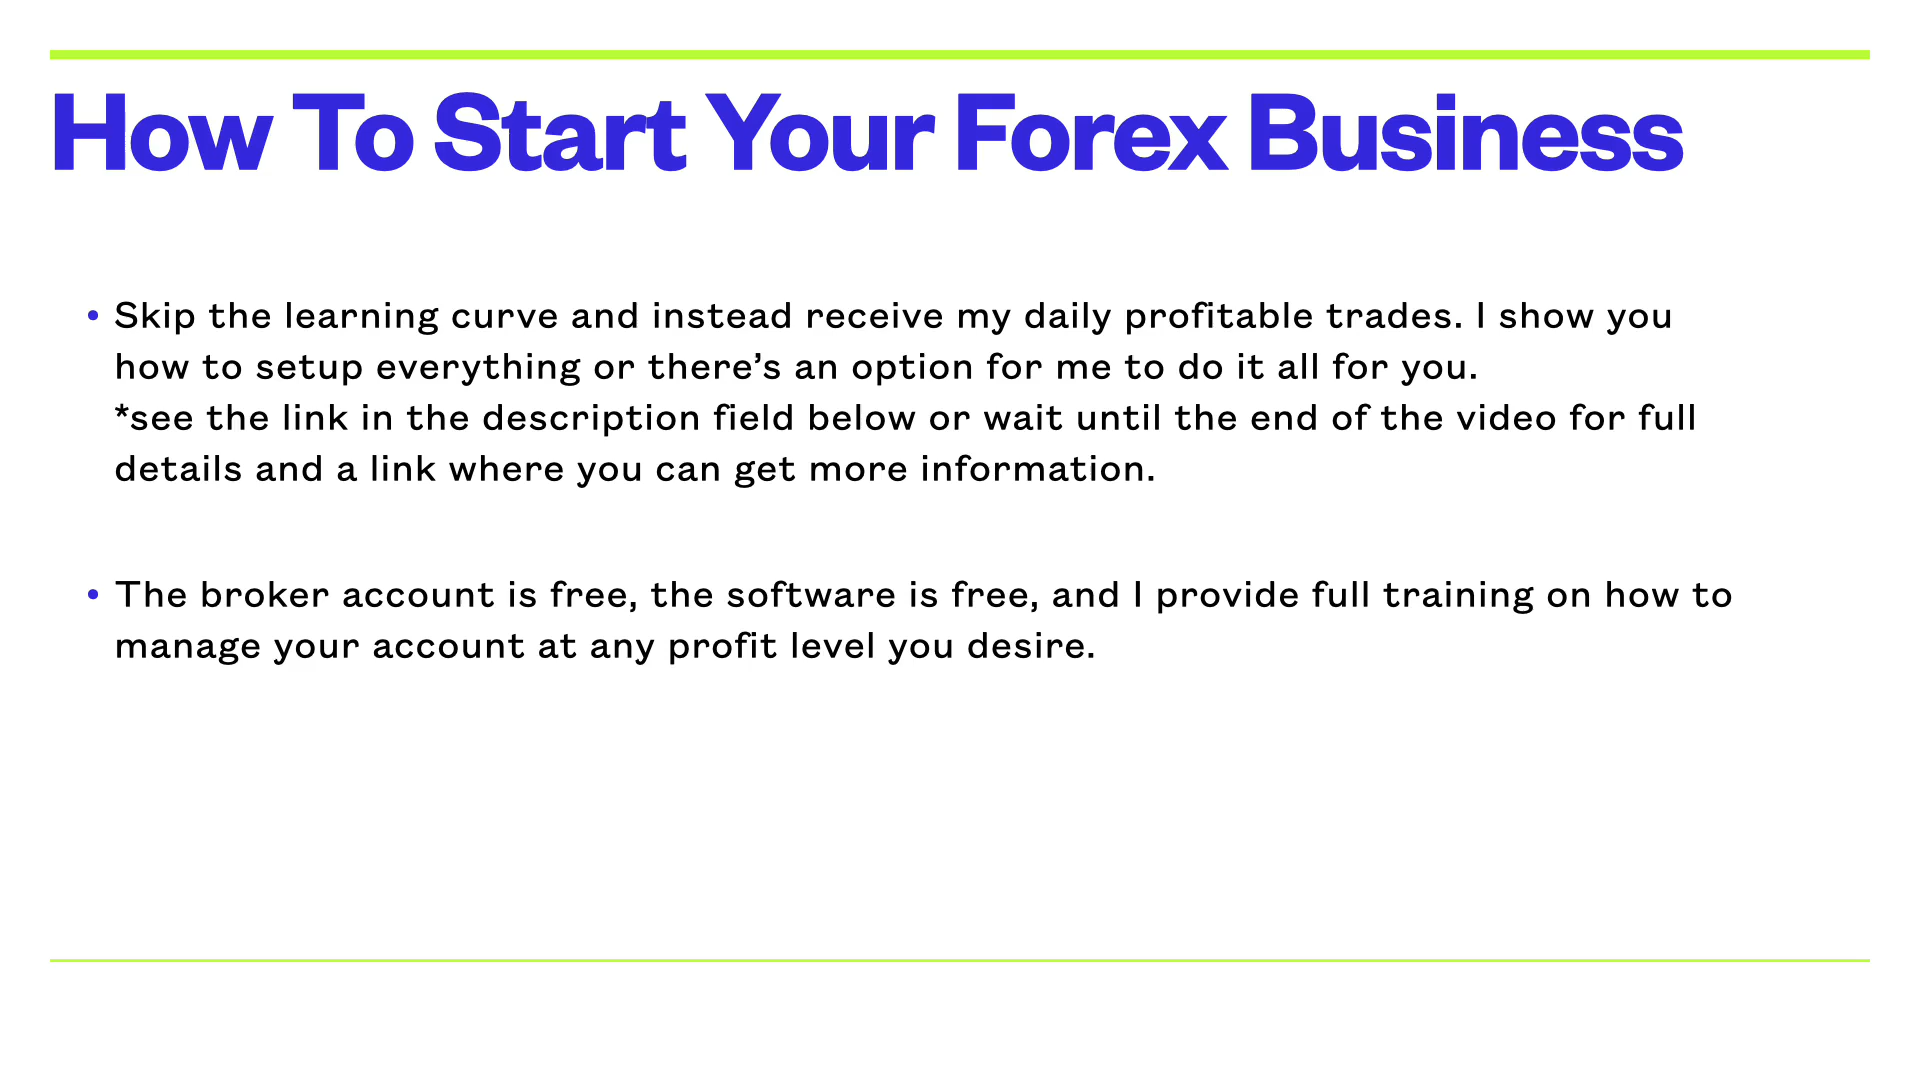 How To Start Your Forex Business
• Skip the learning curve and instead receive my daily profitable trades. I show you
how to setup everything or there’s an option for me to do it all for you.
*see the link in the description field below or wait until the end of the video for full
details and a link where you can get more information.
• The broker account is free, the software is free, and I provide full training on how to
manage your account at any profit level you desire.